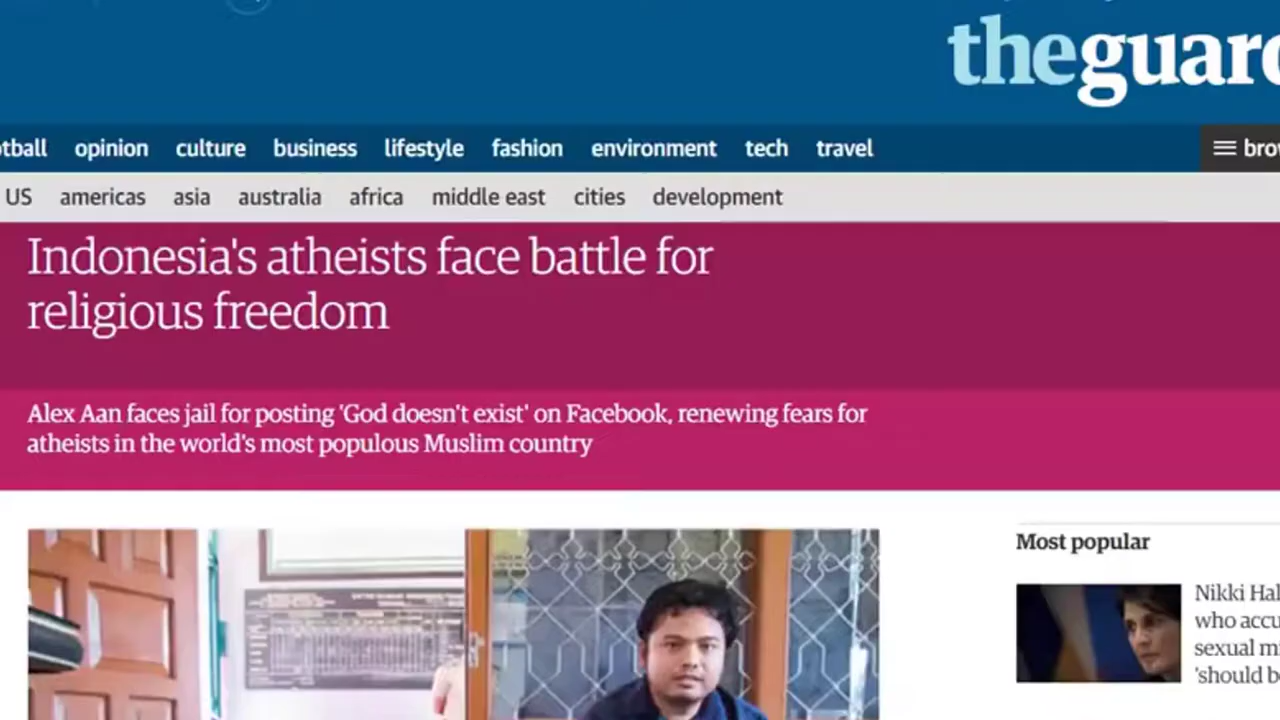 theguar
tball opinion culture business lifestyle fashion environment tech travel
bro
US americas asia australia africa middle east cities development
Indonesia's atheists face battle for
religious freedom
Alex Aan faces jail for posting 'God doesn't exist' on Facebook, renewing fears for
atheists in the world's most populous Muslim country
Most popular
Nikki Hal
who accu
sexual m
'should b